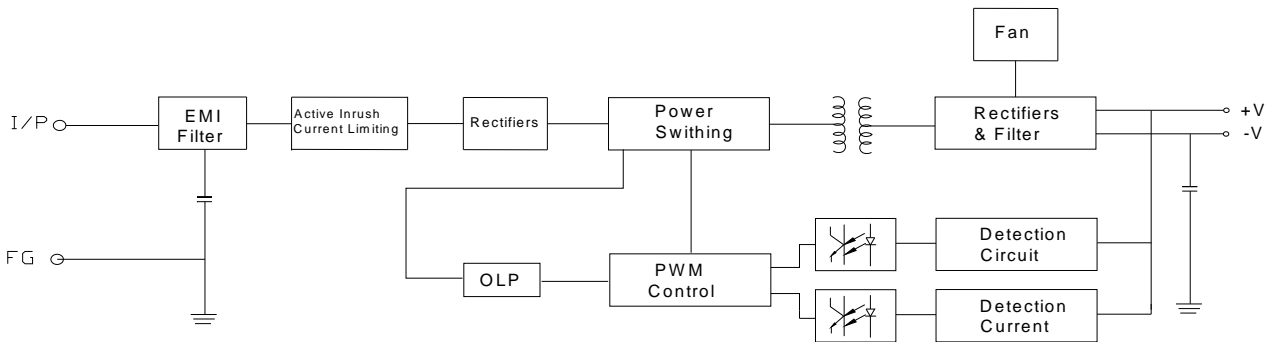 Fan
I/P
EMI
Filter
Active Inrush
Current Limiting
Rectifiers
Power
Swithing
Rectifiers
& Filter
+V
-V
FG
OLP
PWM
Control
Detection
Circuit
Detection
Current